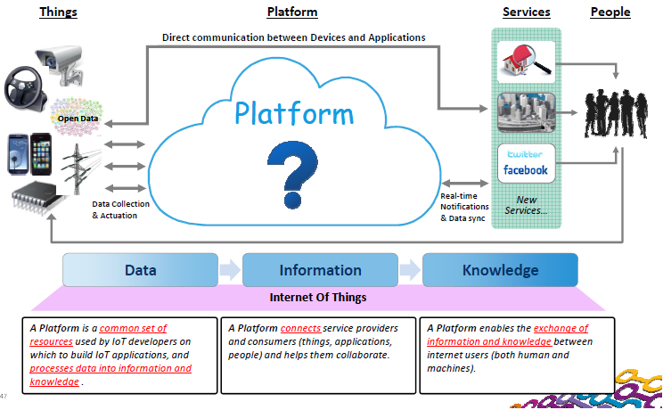 Things
Platform
Services
People
Direct communication between Devices and Applications
Open Data
Platform
?
Data Collection
& Actuation
Real-time
Notifications
& Data sync
twitter
facebook
New
Services...
Data
Information
Knowledge
Internet Of Things
A Platform is a common set of
resources used by IoT developers on
which to build IoT applications, and
processes data into information and
knowledge .
A Platform connects service providers
and consumers (things, applications,
people) and helps them collaborate.
A Platform enables the exchange of
information and knowledge between
internet users (both human and
machines).
47